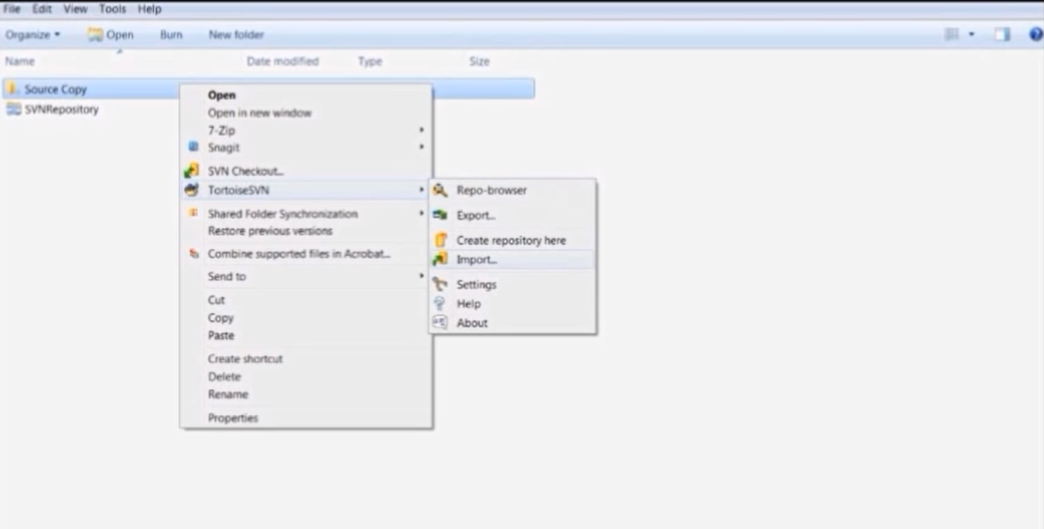 File Edit View Tools Help
Organize Open Burn New folder
Name Date modified Type Size
Source Copy
SVNRepository
Open
Open in new window
7-Zip
Snagit
SVN Checkout...
TortoiseSVN
Shared Folder Synchronization
Restore previous versions
Combine supported files in Acrobat...
Send to
Cut
Copy
Paste
Create shortcut
Delete
Rename
Properties
Repo-browser
Export...
Create repository here
Import...
Settings
Help
About